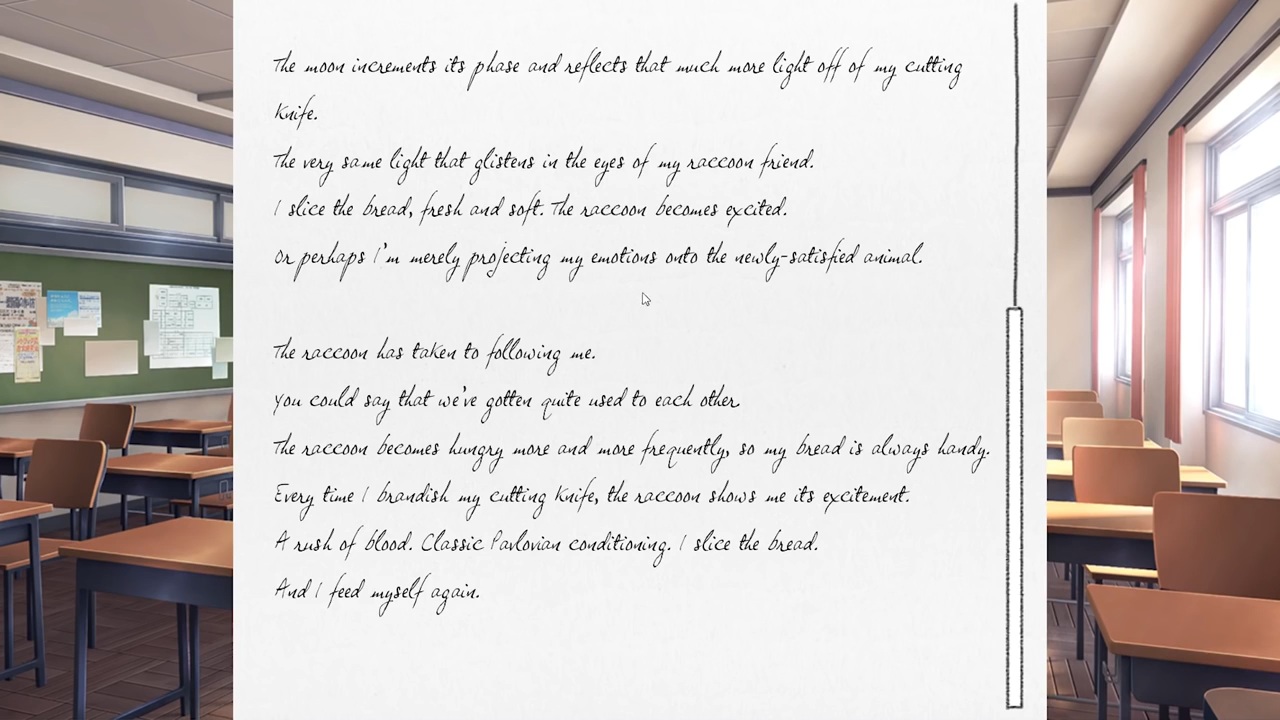 The moon increments its phase and reflects that much more light off of my cutting
knife.
The very same light that glistens in the eyes of my raccoon friend.
I slice the bread, fresh and soft. The raccoon becomes excited.
Or perhaps I'm merely projecting my emotions onto the newly-satisfied animal.
The raccoon has taken to following me.
You could say that we've gotten quite used to each other.
The raccoon becomes hungry more and more frequently, so my bread is always handy.
Every time I brandish my cutting knife, the raccoon shows me its excitement.
A rush of blood. Classic Pavlovian conditioning. I slice the bread.
And I feed myself again.